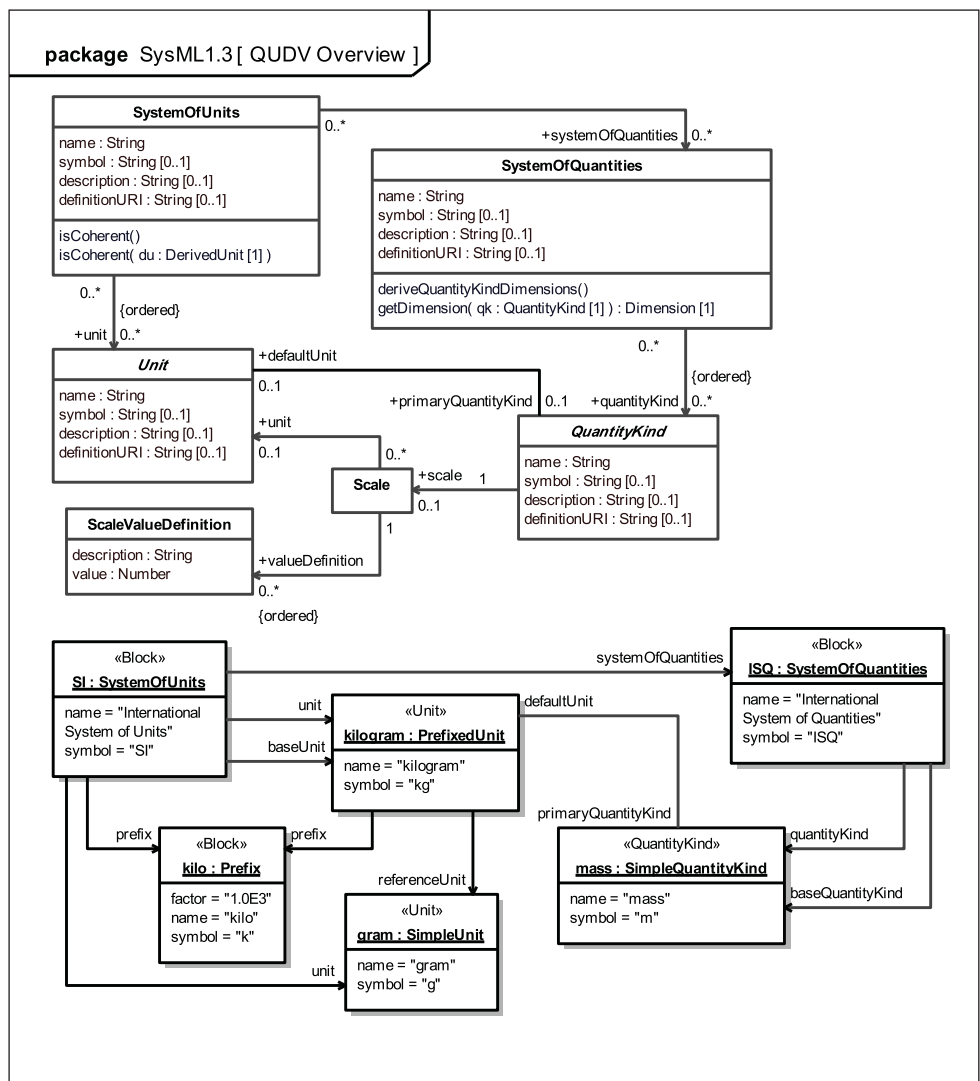 package SysML1.3 [ QUDV Overview ]
SystemOfUnits
name : String
symbol : String [0..1]
description : String [0..1]
definitionURI : String [0..1]
isCoherent()
isCoherent( du : DerivedUnit [1] )
0..*
+systemOfQuantities
0..*
SystemOfQuantities
name : String
symbol : String [0..1]
description : String [0..1]
definitionURI : String [0..1]
deriveQuantityKindDimensions()
getDimension( qk : QuantityKind [1] ) : Dimension [1]
0..*
{ordered}
+unit
0..*
Unit
name : String
symbol : String [0..1]
description : String [0..1]
definitionURI : String [0..1]
+defaultUnit
0..1
+primaryQuantityKind
0..1
0..*
{ordered}
+quantityKind
0..*
QuantityKind
name : String
symbol : String [0..1]
description : String [0..1]
definitionURI : String [0..1]
+unit
0..1
0..*
Scale
+scale
1
0..1
1
ScaleValueDefinition
description : String
value : Number
+valueDefinition
0..*
{ordered}
«Block»
SI : SystemOfUnits
name = "International
System of Units"
symbol = "SI"
systemOfQuantities
«Block»
ISQ : SystemOfQuantities
name = "International
System of Quantities"
symbol = "ISQ"
unit
baseUnit
«Unit»
kilogram : PrefixedUnit
name = "kilogram"
symbol = "kg"
defaultUnit
primaryQuantityKind
prefix
prefix
«Block»
kilo : Prefix
factor = "1.0E3"
name = "kilo"
symbol = "k"
referenceUnit
«Unit»
gram : SimpleUnit
name = "gram"
symbol = "g"
unit
«QuantityKind»
mass : SimpleQuantityKind
name = "mass"
symbol = "m"
quantityKind
baseQuantityKind